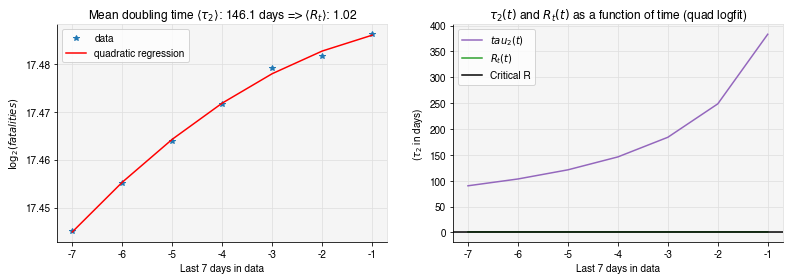 Mean doubling time ⟨τ₂⟩: 146.1 days => ⟨Rₜ⟩: 1.02
data
quadratic regression
log₂(fatalities)
17.48
17.47
17.46
17.45
-7 -6 -5 -4 -3 -2 -1
Last 7 days in data
τ₂(t) and Rₜ(t) as a function of time (quad logfit)
tau₂(t)
Rₜ(t)
Critical R
(τ₂ in days)
400
350
300
250
200
150
100
50
0
-7 -6 -5 -4 -3 -2 -1
Last 7 days in data